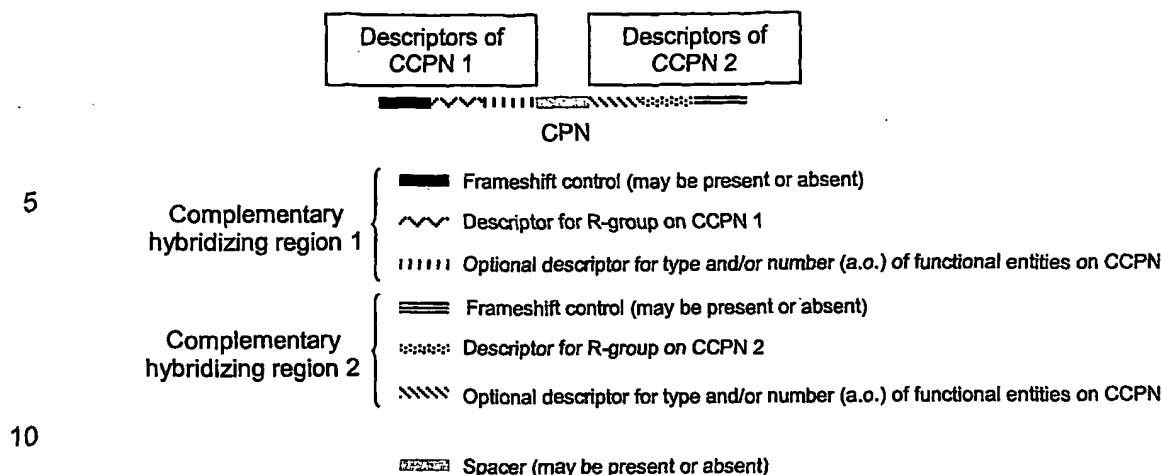 Descriptors of CCPN 1
Descriptors of CCPN 2
CPN
5
Complementary hybridizing region 1
Frameshift control (may be present or absent)
Descriptor for R-group on CCPN 1
Optional descriptor for type and/or number (a.o.) of functional entities on CCPN
Complementary hybridizing region 2
Frameshift control (may be present or absent)
Descriptor for R-group on CCPN 2
Optional descriptor for type and/or number (a.o.) of functional entities on CCPN
10
Spacer (may be present or absent)